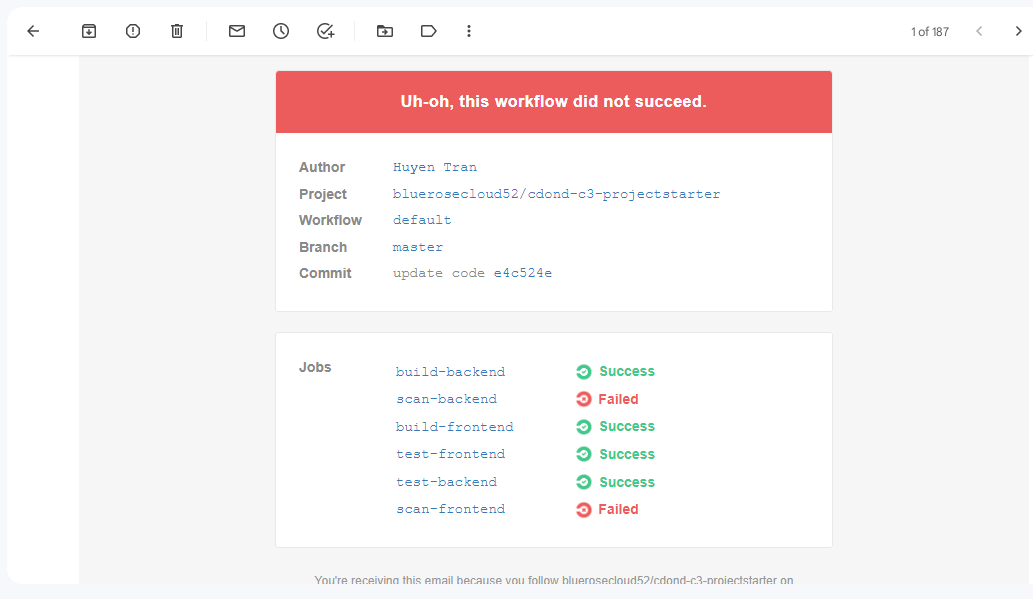 1 of 187
Uh-oh, this workflow did not succeed.
Author Huyen Tran
Project bluerosecloud52/cdond-c3-projectstarter
Workflow default
Branch master
Commit update code e4c524e
Jobs
build-backend Success
scan-backend Failed
build-frontend Success
test-frontend Success
test-backend Success
scan-frontend Failed
You're receiving this email because you follow bluerosecloud52/cdond-c3-projectstarter on